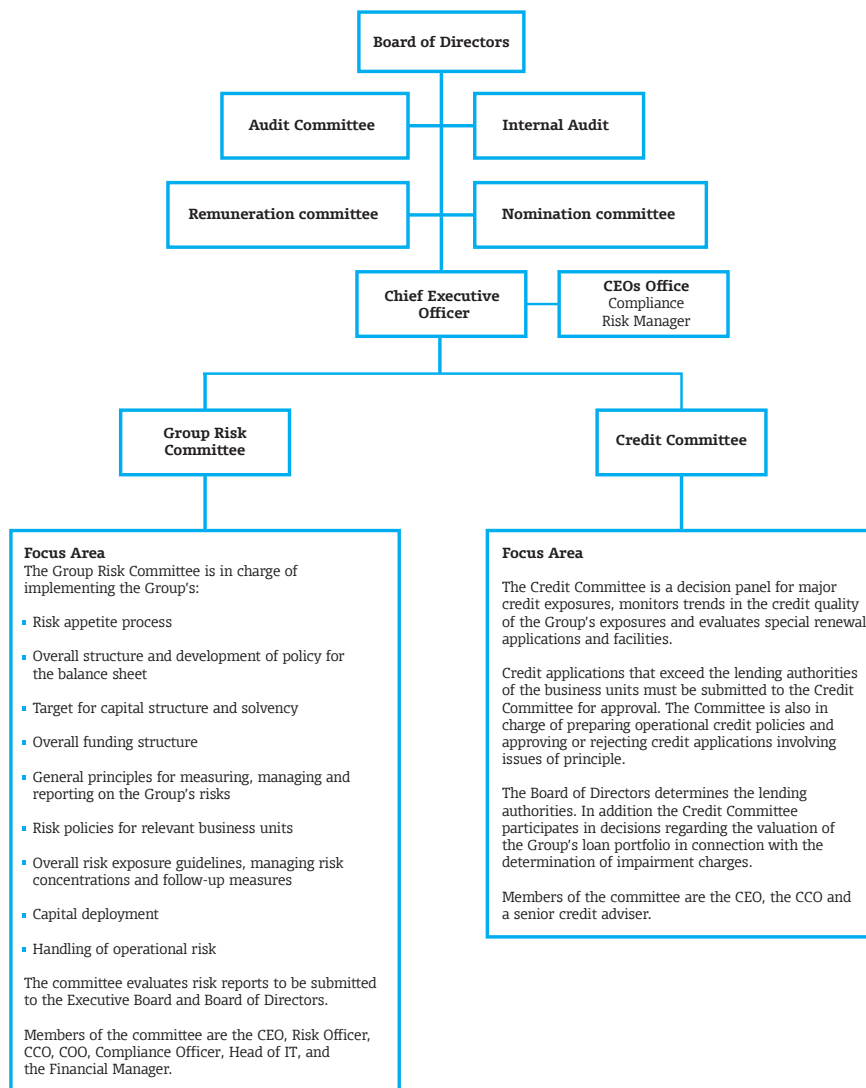 Board of Directors
Audit Committee
Internal Audit
Remuneration committee
Nomination committee
Chief Executive
Officer
CEOs Office
Compliance
Risk Manager
Group Risk
Committee
Credit Committee
Focus Area
The Group Risk Committee is in charge of
implementing the Group's:
Risk appetite process
Overall structure and development of policy for
the balance sheet
Target for capital structure and solvency
Overall funding structure
General principles for measuring, managing and
reporting on the Group's risks
Risk policies for relevant business units
Overall risk exposure guidelines, managing risk
concentrations and follow-up measures
Capital deployment
Handling of operational risk
The committee evaluates risk reports to be submitted
to the Executive Board and Board of Directors.
Members of the committee are the CEO, Risk Officer,
CCO, COO, Compliance Officer, Head of IT, and
the Financial Manager.
Focus Area
The Credit Committee is a decision panel for major
credit exposures, monitors trends in the credit quality
of the Group's exposures and evaluates special renewal
applications and facilities.
Credit applications that exceed the lending authorities
of the business units must be submitted to the Credit
Committee for approval. The Committee is also in
charge of preparing operational credit policies and
approving or rejecting credit applications involving
issues of principle.
The Board of Directors determines the lending
authorities. In addition the Credit Committee
participates in decisions regarding the valuation of
the Group's loan portfolio in connection with the
determination of impairment charges.
Members of the committee are the CEO, the CCO and
a senior credit adviser.